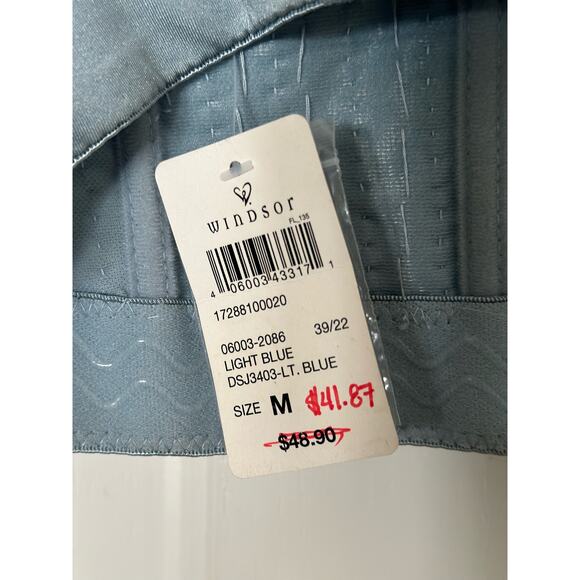 WINDSOR
FL_135
4 06003 43317 1
17288100020
06003-2086 39/22
LIGHT BLUE
DSJ3403-LT. BLUE
SIZE M $41.87
$48.90